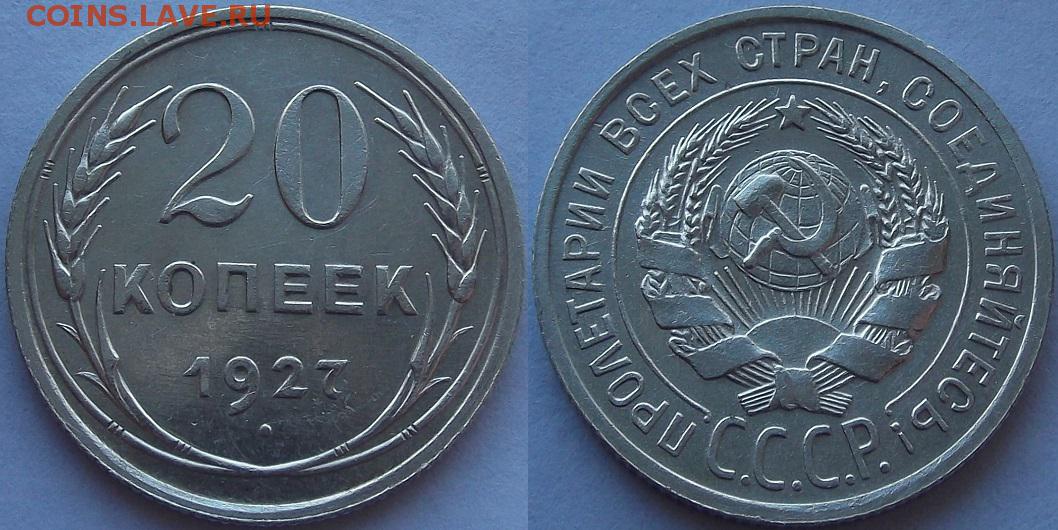 COINS.LAVE.RU
20
КОПЕЕК
1927
ПРОЛЕТАРИИ ВСЕХ СТРАН, СОЕДИНЯЙТЕСЬ!
С.С.С.Р.